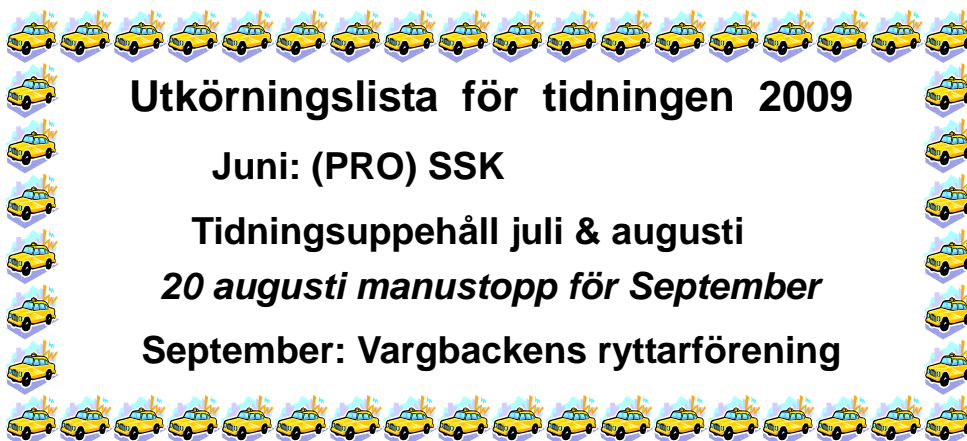 Utkörningslista för tidningen 2009
Juni: (PRO) SSK
Tidningsuppehåll juli & augusti
20 augusti manustopp för September
September: Vargbackens ryttarförening